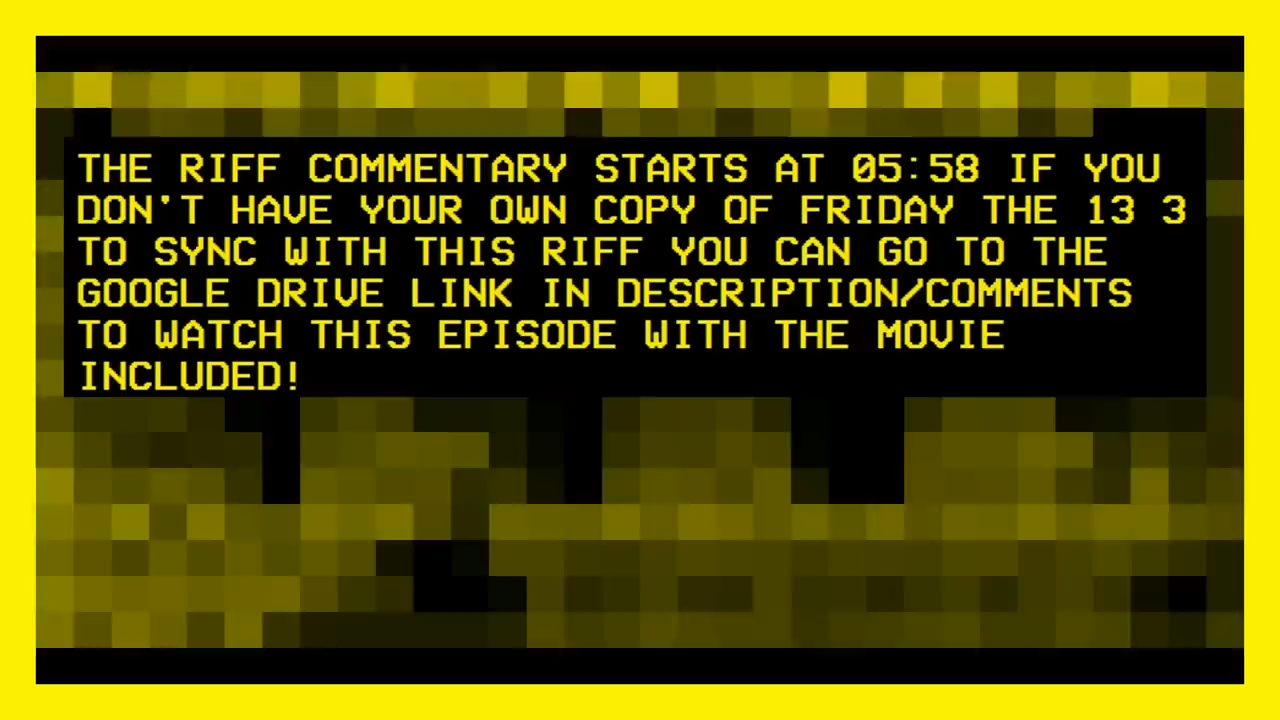 THE RIFF COMMENTARY STARTS AT 05:58 IF YOU
DON'T HAVE YOUR OWN COPY OF FRIDAY THE 13 3
TO SYNC WITH THIS RIFF YOU CAN GO TO THE
GOOGLE DRIVE LINK IN DESCRIPTION/COMMENTS
TO WATCH THIS EPISODE WITH THE MOVIE
INCLUDED!